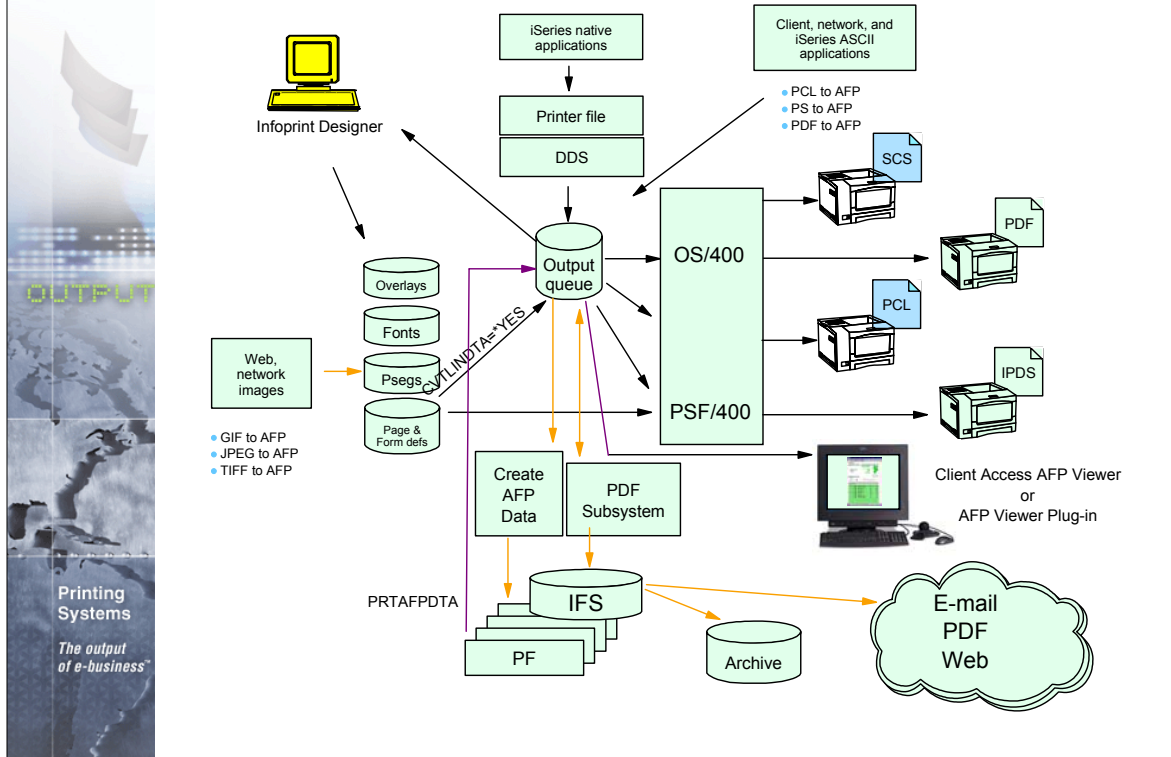 iSeries native
applications
Client, network, and
iSeries ASCII
applications
Infoprint Designer
Printer file
DDS
PCL to AFP
PS to AFP
PDF to AFP
SCS
PDF
OUTPUT
Overlays
Fonts
Psegs
Page &
Form defs
Output
queue
OS/400
PSF/400
PCL
IPDS
CVTLINDTA=*YES
Web,
network
images
GIF to AFP
JPEG to AFP
TIFF to AFP
Create
AFP
Data
PDF
Subsystem
Client Access AFP Viewer
or
AFP Viewer Plug-in
PRTAFPDTA
IFS
PF
Archive
E-mail
PDF
Web
Printing
Systems
The output
of e-business™